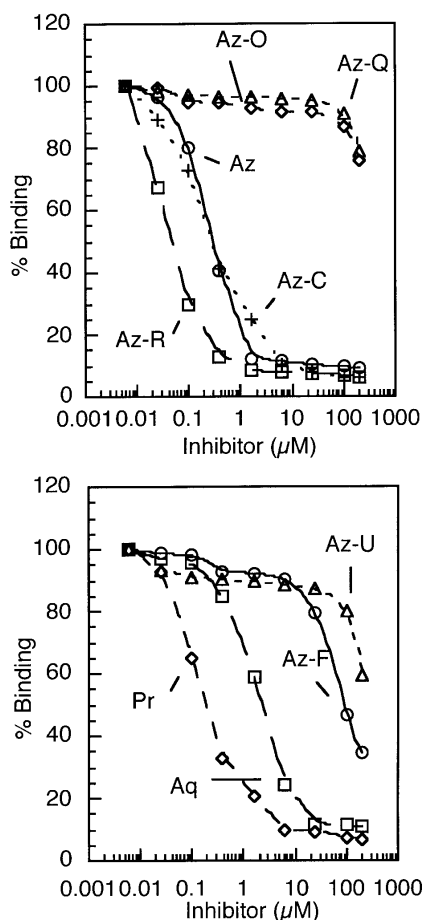 120
100
80
60
40
20
0
% Binding
Az-O
Az-Q
Az
Az-C
Az-R
0.001 0.01 0.1 1 10 100 1000
Inhibitor (µM)
120
100
80
60
40
20
0
% Binding
Az-U
Az-F
Pr
Aq
0.001 0.01 0.1 1 10 100 1000
Inhibitor (µM)